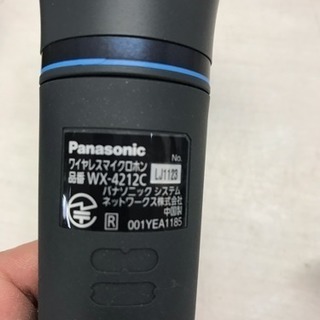 Panasonic
ワイヤレスマイクロホン No.
品番 WX-4212C LJ1123
パナソニック システム
ネットワークス株式会社
中国製
R 001YEA1185